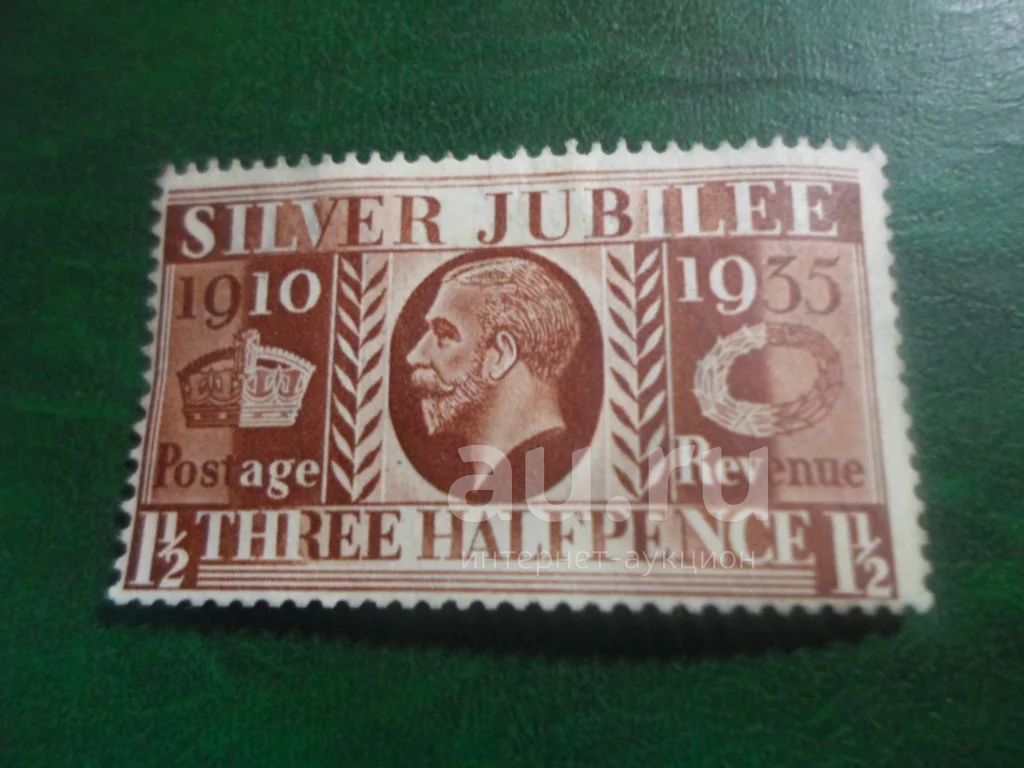 SILVER JUBILEE
1910 1935
Postage Revenue
1½ THREE HALFPENCE 1½
au.ru
интернет-аукцион